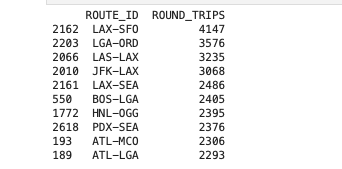 ROUTE_ID ROUND_TRIPS
2162 LAX-SFO 4147
2203 LGA-ORD 3576
2066 LAS-LAX 3235
2010 JFK-LAX 3068
2161 LAX-SEA 2486
550 BOS-LGA 2405
1772 HNL-OGG 2395
2618 PDX-SEA 2376
193 ATL-MCO 2306
189 ATL-LGA 2293